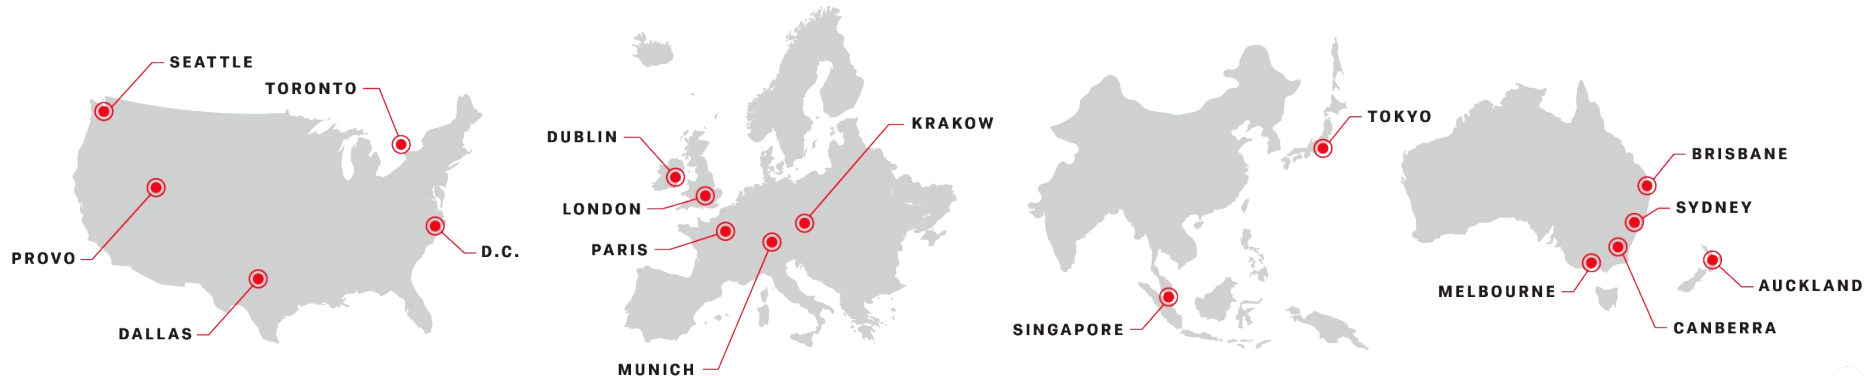 SEATTLE
TORONTO
PROVO
D.C.
DALLAS
DUBLIN
KRAKOW
LONDON
PARIS
MUNICH
TOKYO
SINGAPORE
BRISBANE
SYDNEY
MELBOURNE
AUCKLAND
CANBERRA